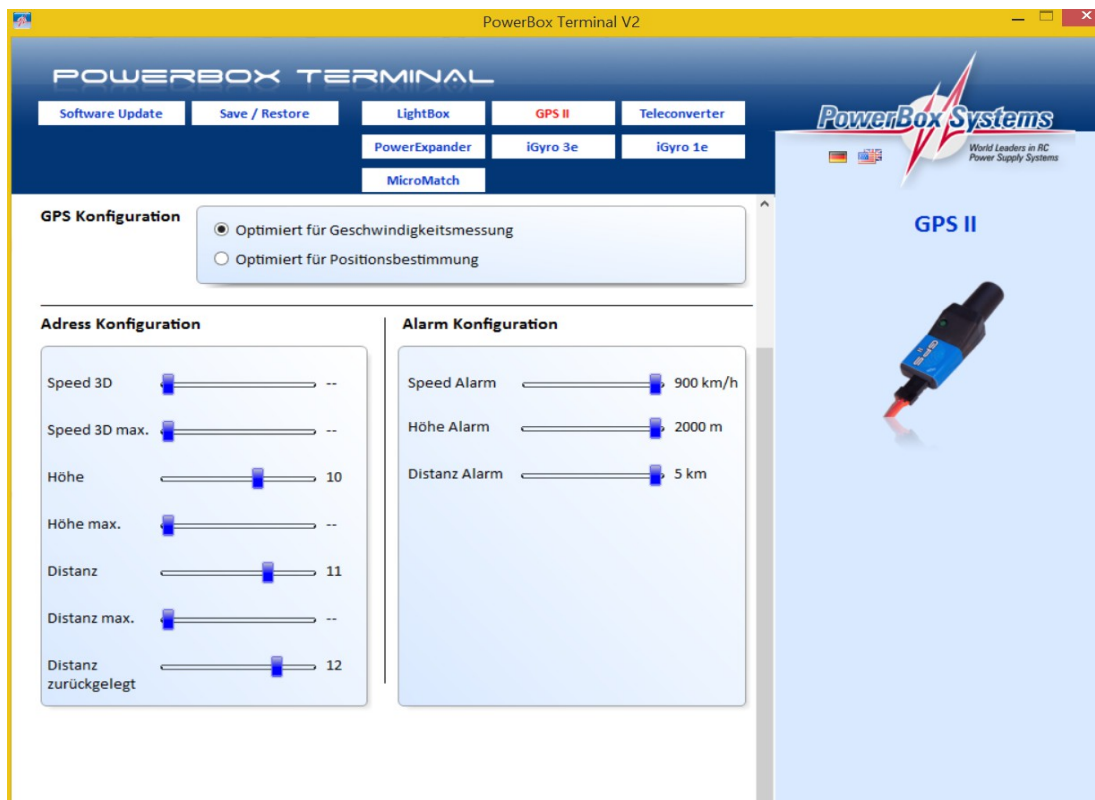 PowerBox Terminal V2
POWERBOX TERMINAL
Software Update
Save / Restore
LightBox
GPS II
Teleconverter
PowerExpander
iGyro 3e
iGyro 1e
MicroMatch
PowerBox Systems
World Leaders in RC
Power Supply Systems
GPS II
GPS Konfiguration
Optimiert für Geschwindigkeitsmessung
Optimiert für Positionsbestimmung
Adress Konfiguration
Speed 3D --
Speed 3D max. --
Höhe 10
Höhe max. --
Distanz 11
Distanz max. --
Distanz
zurückgelegt 12
Alarm Konfiguration
Speed Alarm 900 km/h
Höhe Alarm 2000 m
Distanz Alarm 5 km